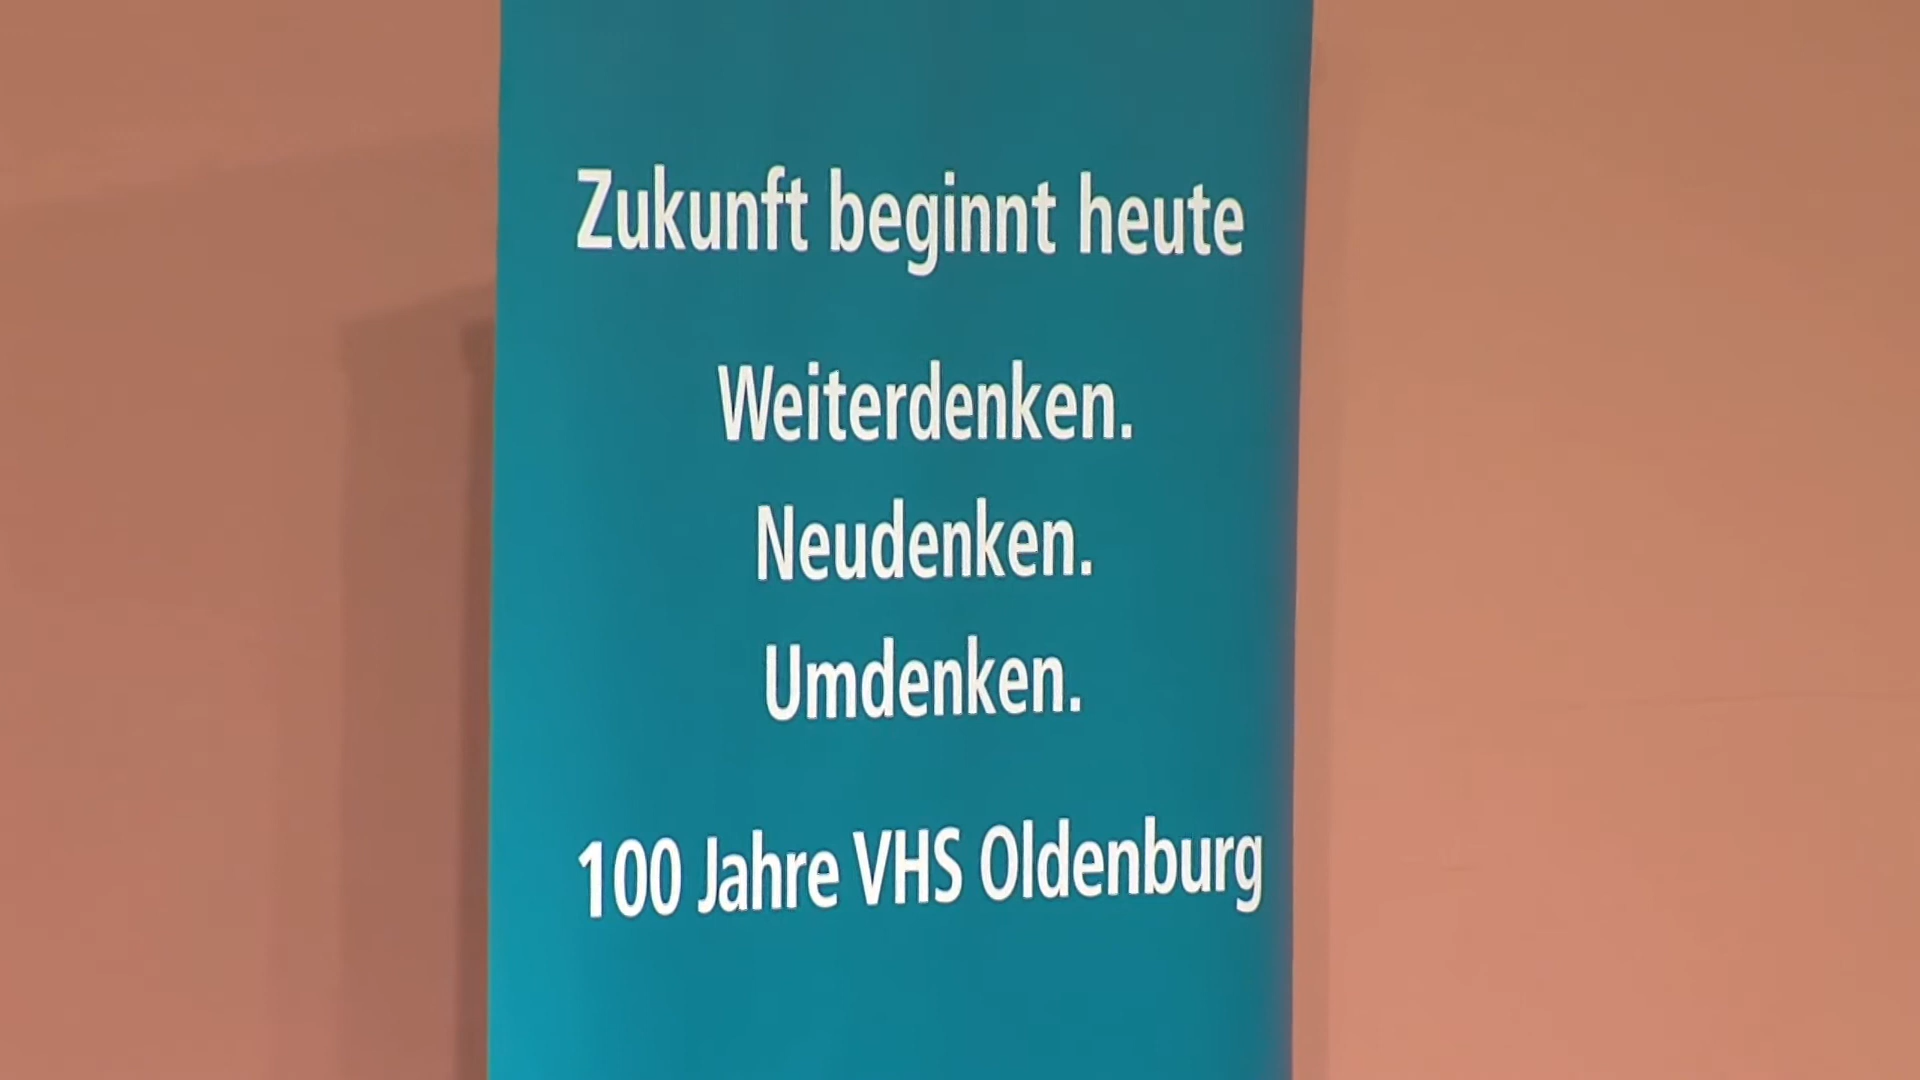 Zukunft beginnt heute
Weiterdenken.
Neudenken.
Umdenken.
100 Jahre VHS Oldenburg